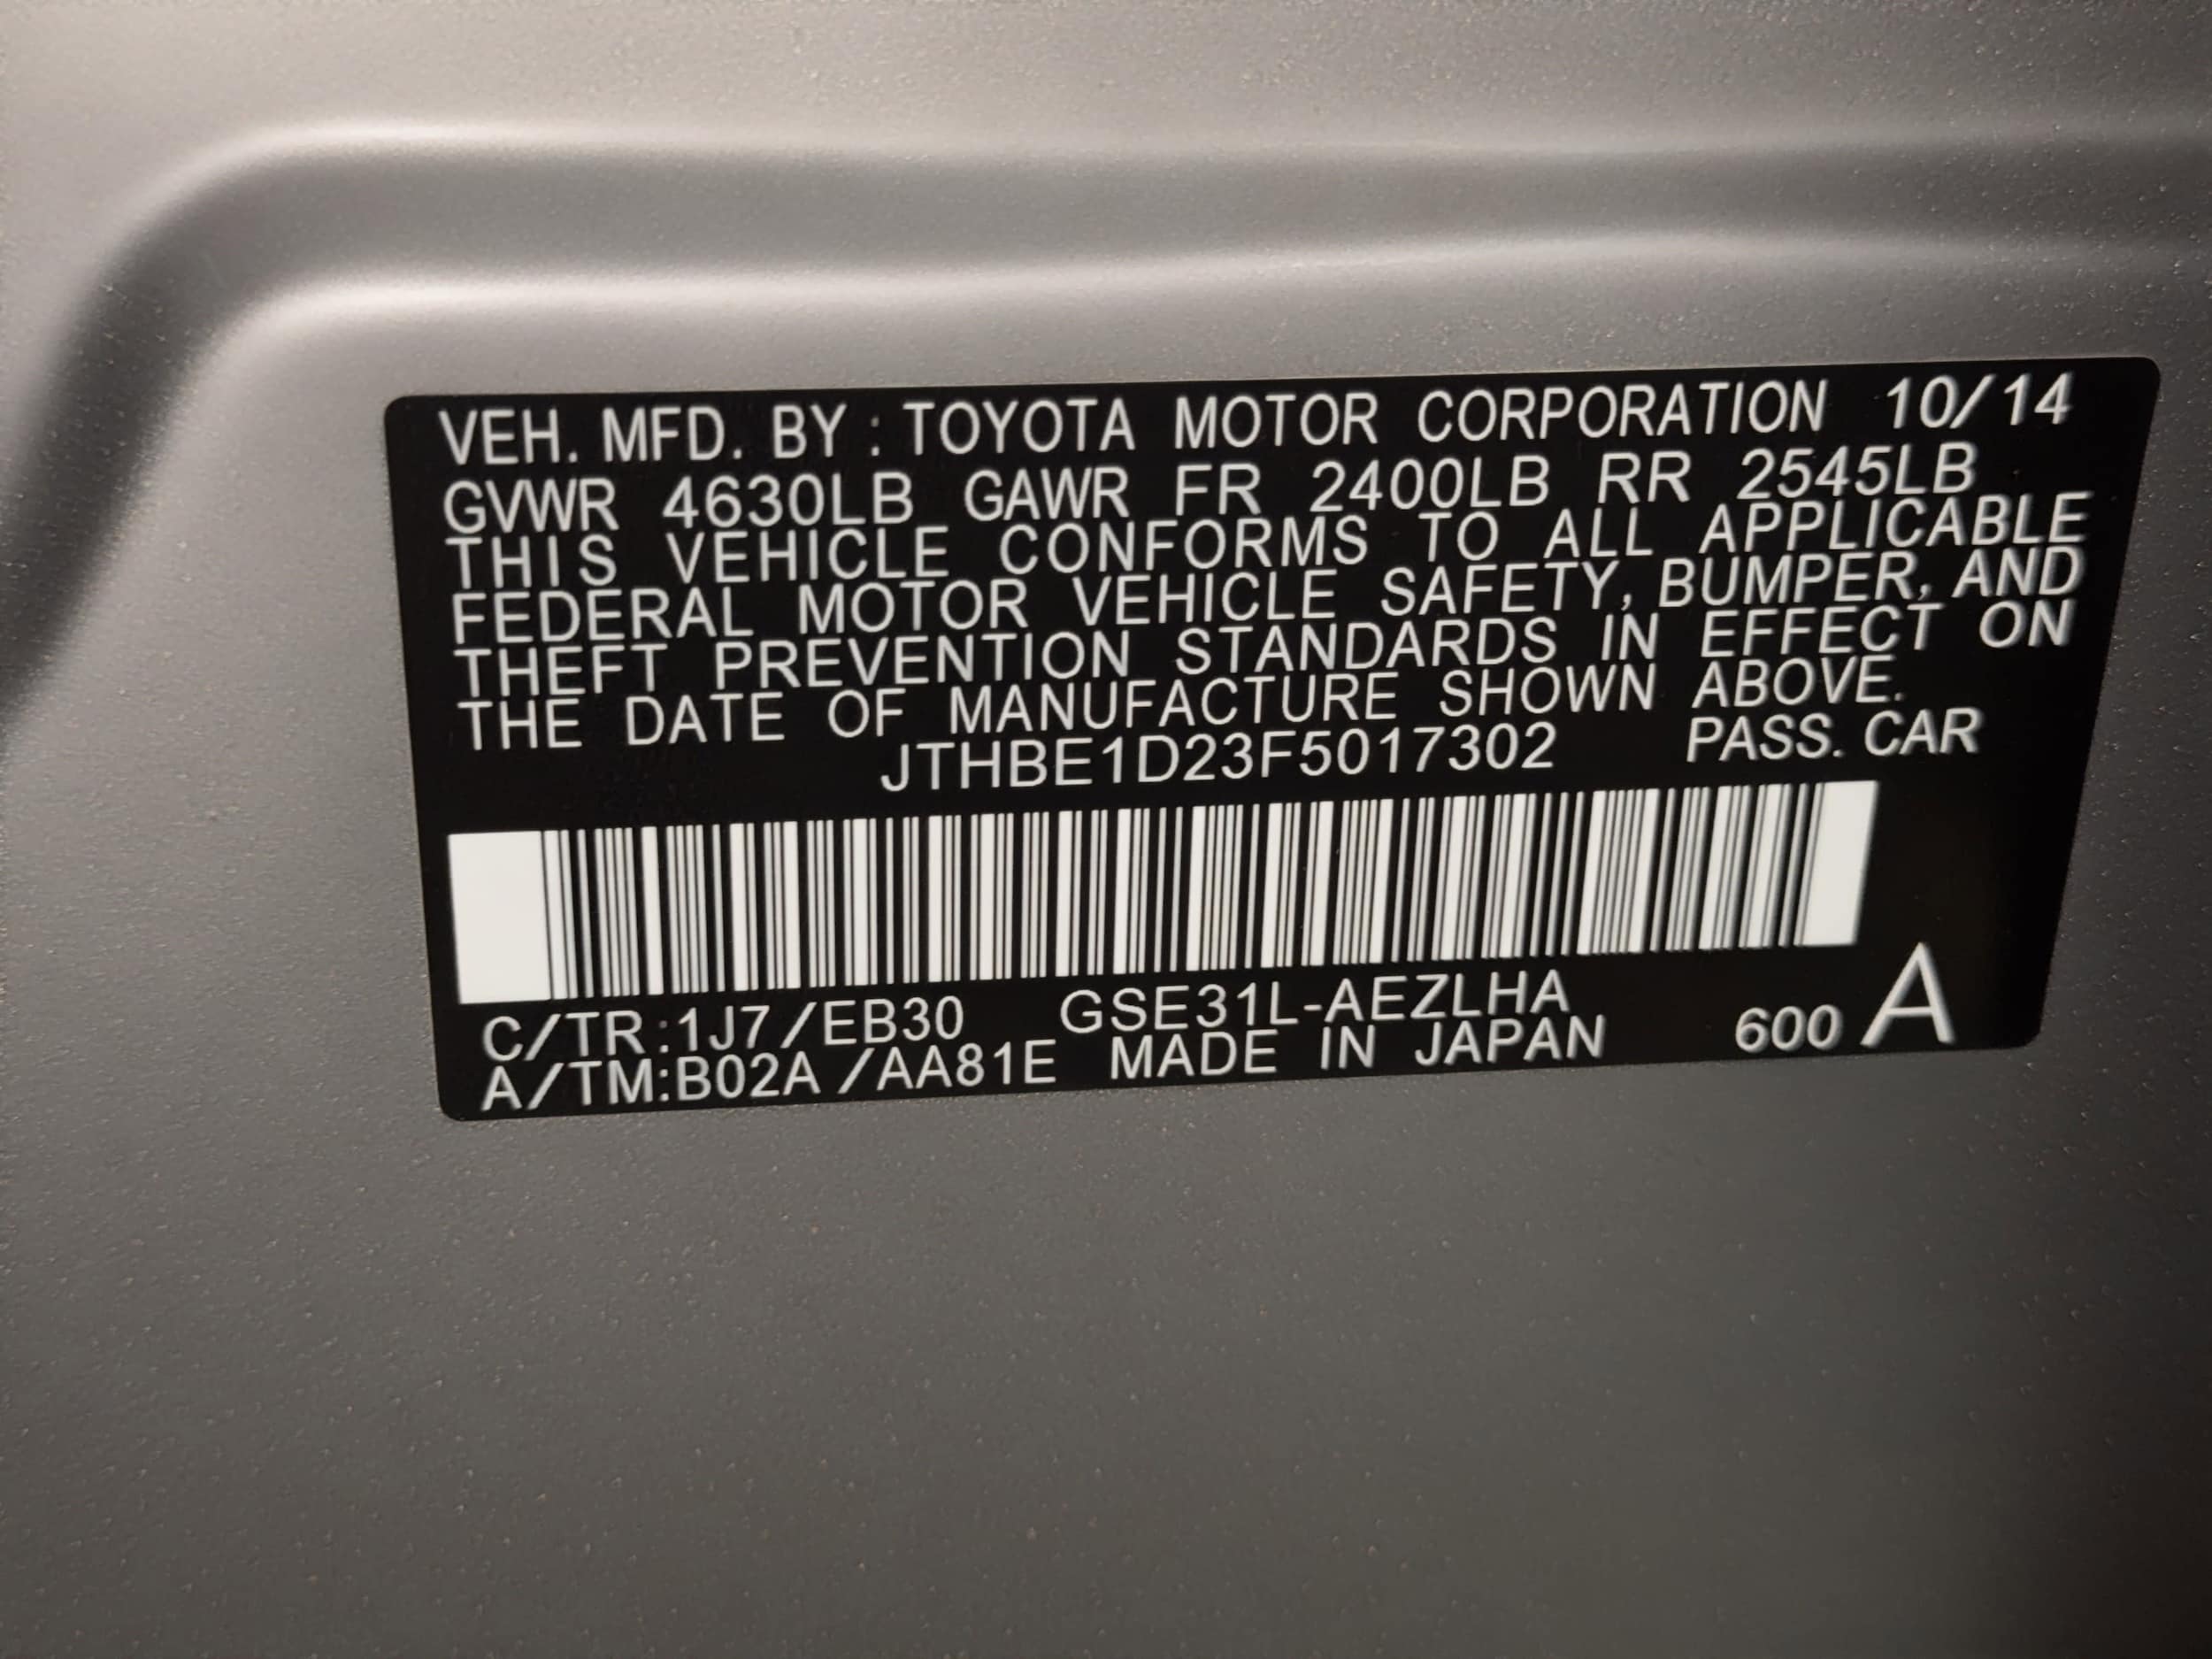 VEH. MFD. BY : TOYOTA MOTOR CORPORATION 10/14
GVWR 4630LB GAWR FR 2400LB RR 2545LB
THIS VEHICLE CONFORMS TO ALL APPLICABLE
FEDERAL MOTOR VEHICLE SAFETY, BUMPER, AND
THEFT PREVENTION STANDARDS IN EFFECT ON
THE DATE OF MANUFACTURE SHOWN ABOVE.
JTHBE1D23F5017302 PASS. CAR
C/TR:1J7/EB30 GSE31L-AEZLHA
A/TM:B02A /AA81E MADE IN JAPAN 600 A